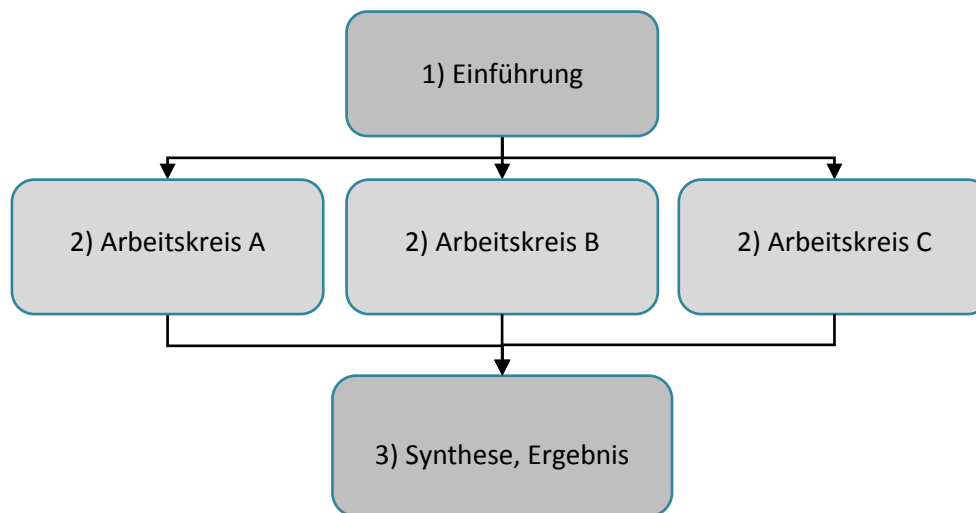 1) Einführung
2) Arbeitskreis A
2) Arbeitskreis B
2) Arbeitskreis C
3) Synthese, Ergebnis